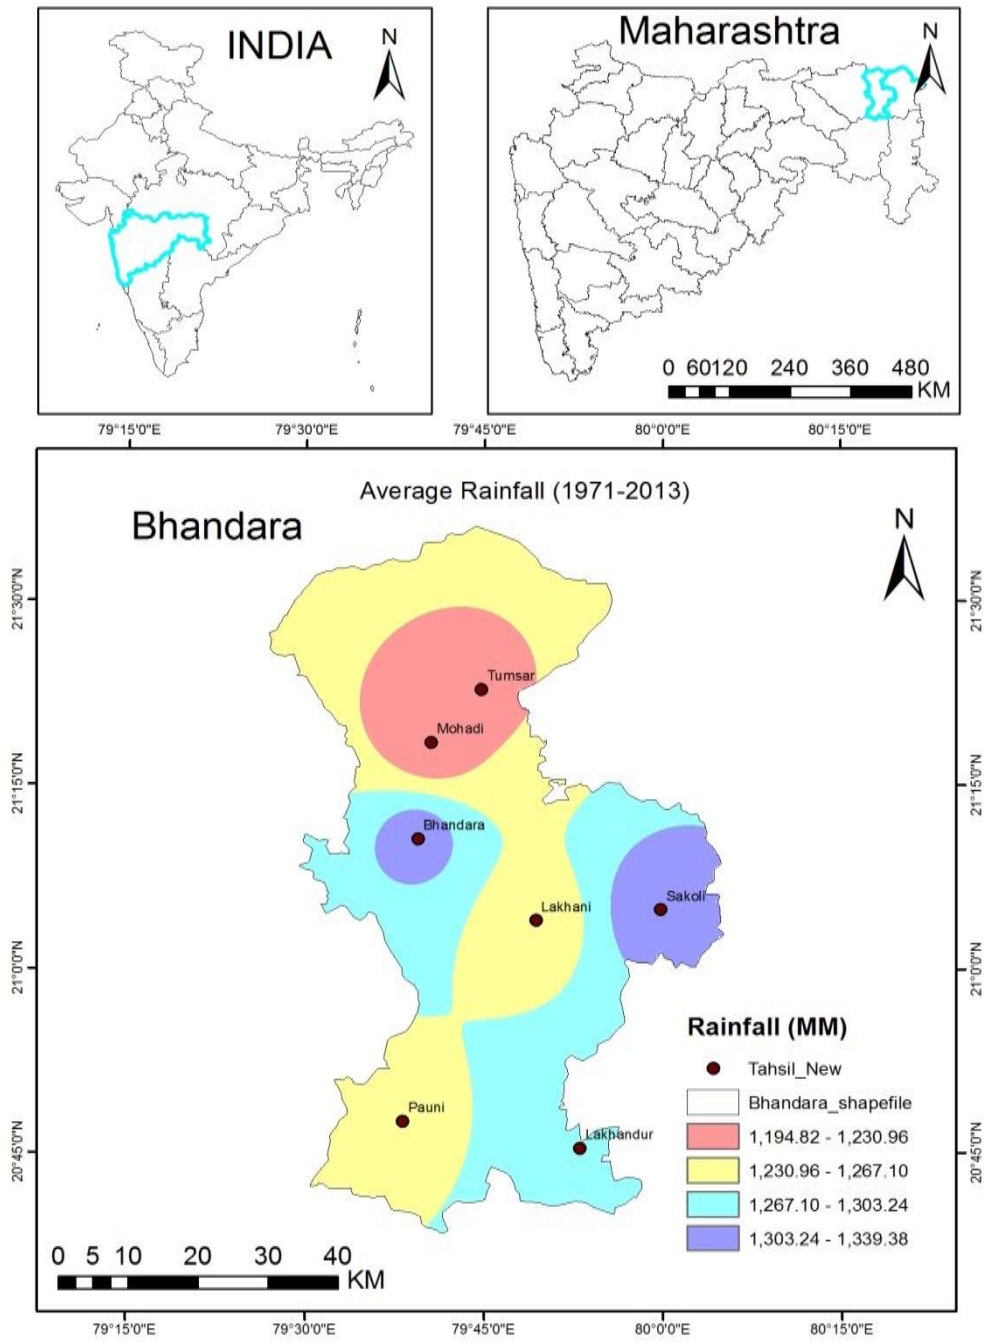 INDIA
N
Maharashtra
N
0 60 120 240 360 480
KM
79°15'0"E 79°30'0"E 79°45'0"E 80°0'0"E 80°15'0"E
Average Rainfall (1971-2013)
Bhandara
N
21°30'0"N
21°30'0"N
Tumsar
Mohadi
21°15'0"N
21°15'0"N
Bhandara
Sakoli
Lakhani
21°0'0"N
21°0'0"N
Rainfall (MM)
Tahsil_New
Bhandara_shapefile
Pauni
1,194.82 - 1,230.96
Lakhandur
20°45'0"N
20°45'0"N
1,230.96 - 1,267.10
1,267.10 - 1,303.24
1,303.24 - 1,339.38
0 5 10 20 30 40
KM
79°15'0"E 79°30'0"E 79°45'0"E 80°0'0"E 80°15'0"E